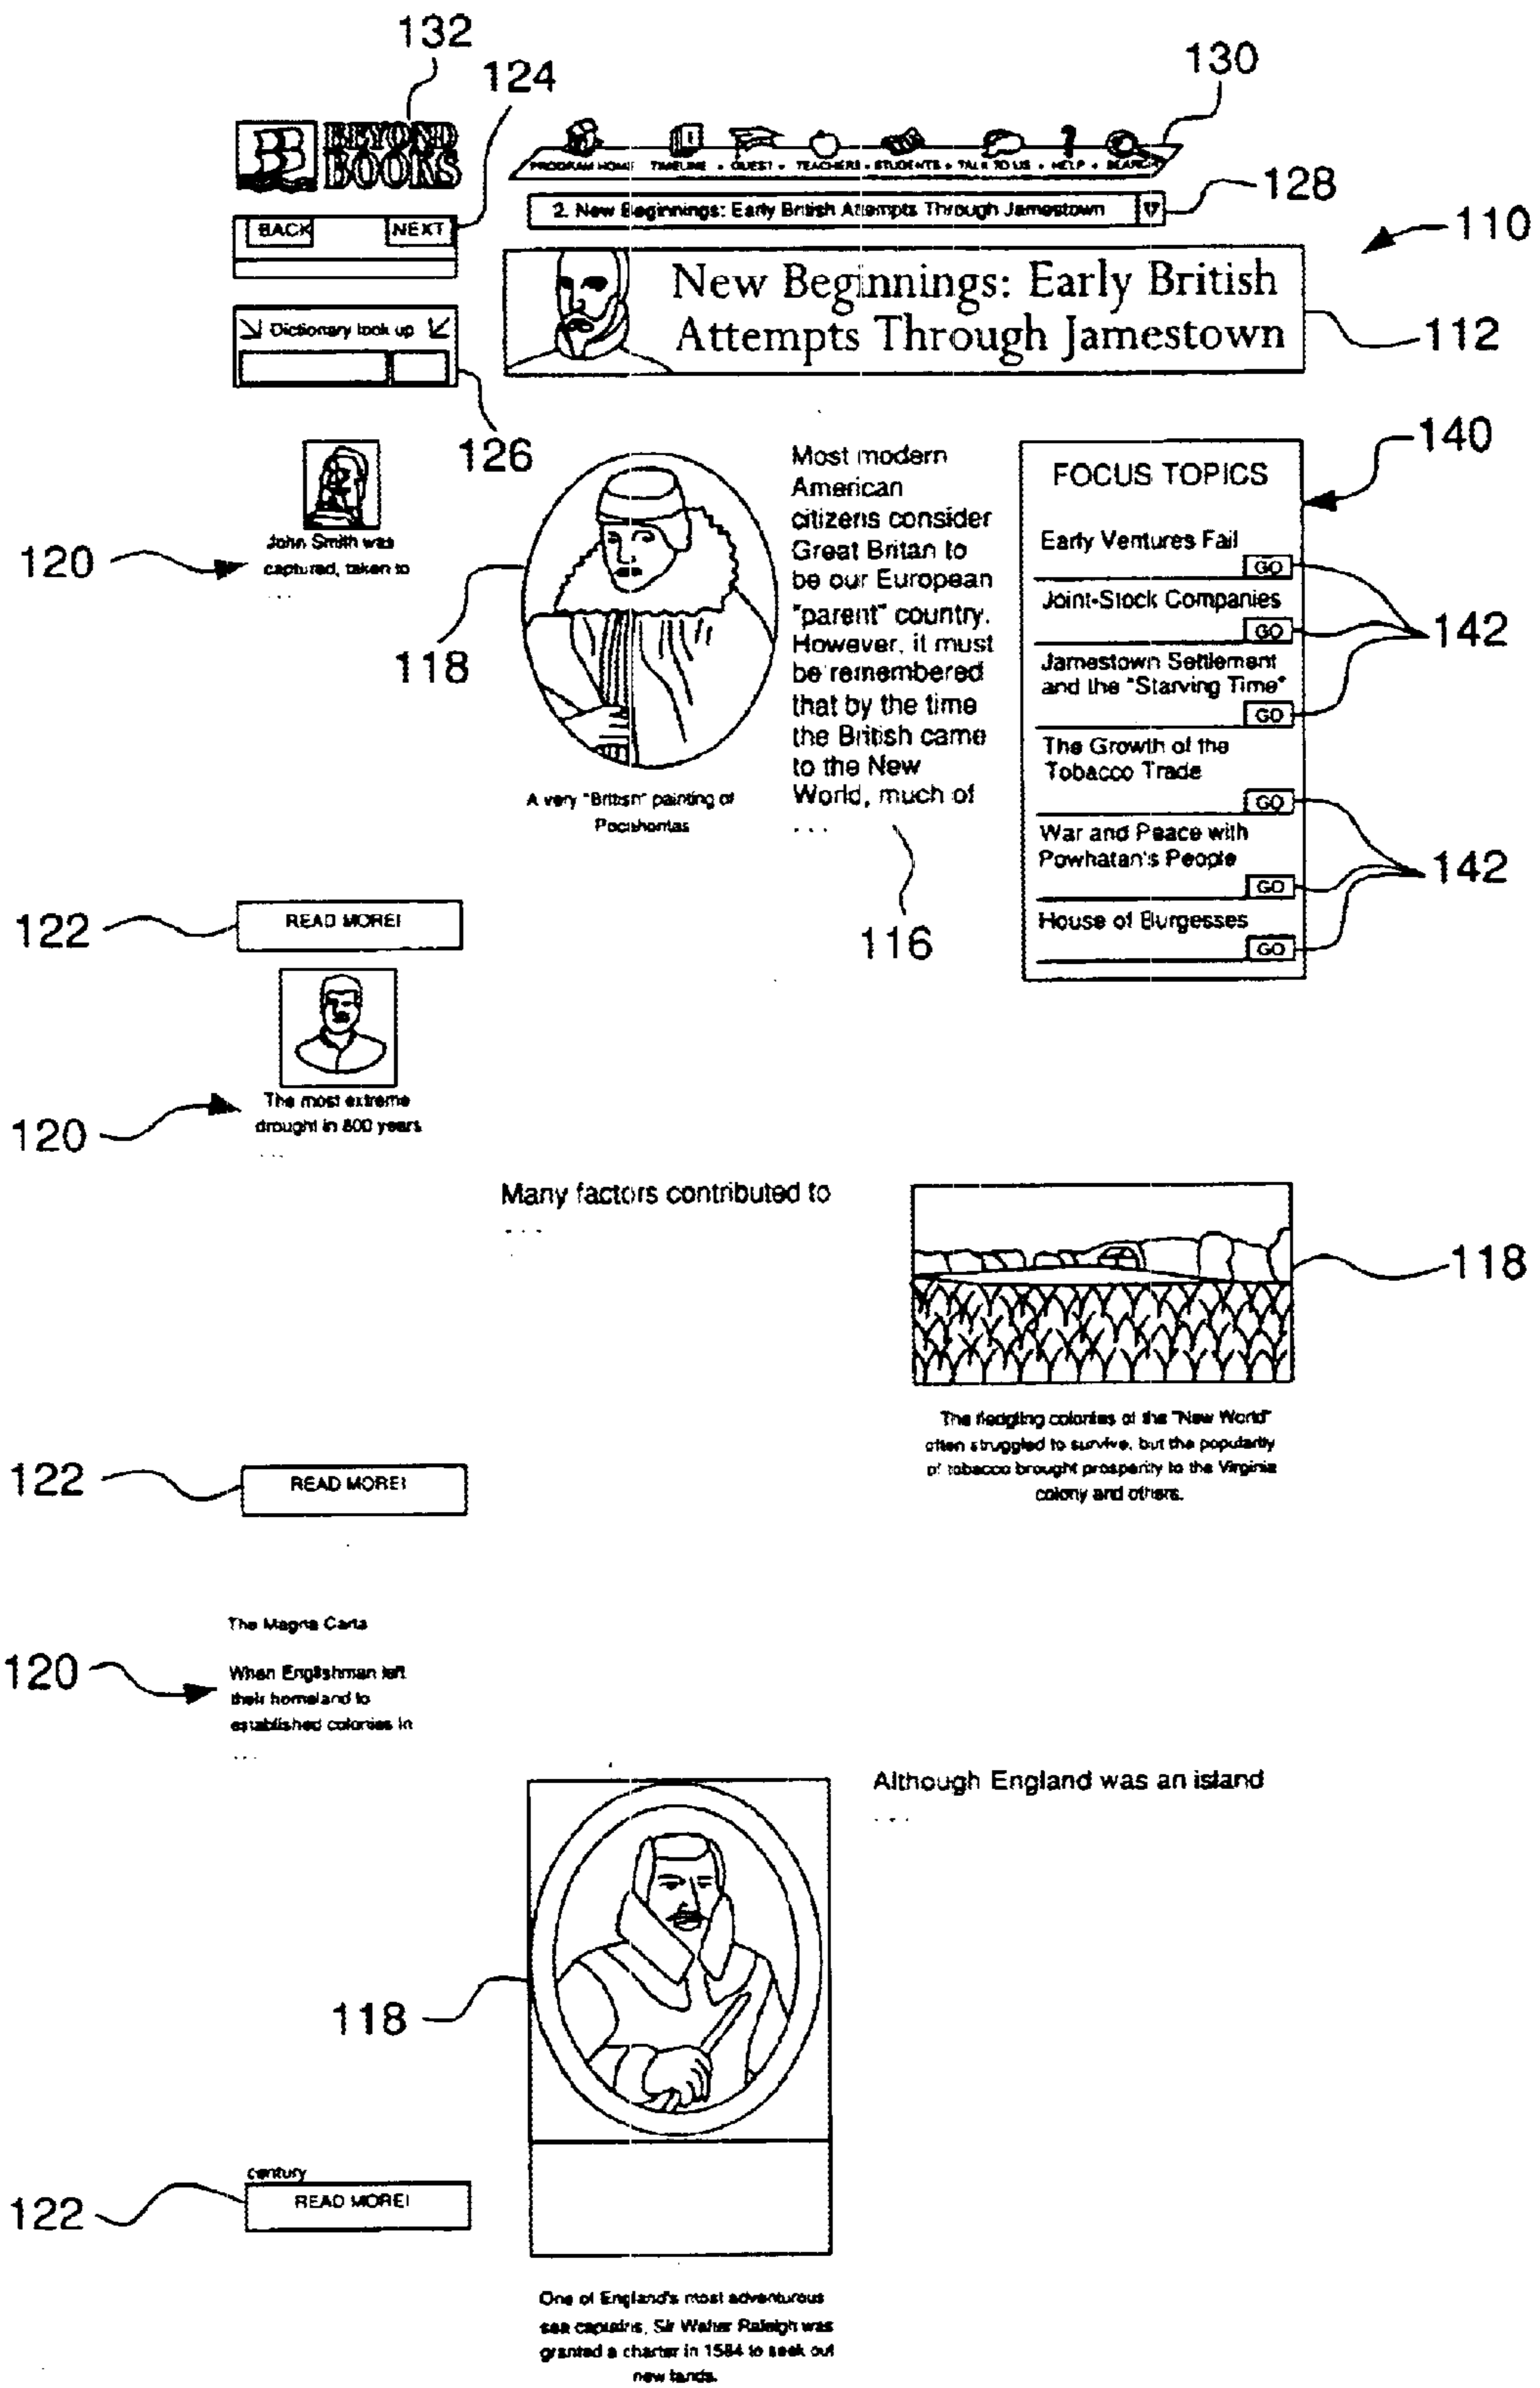 132
124
130
BEYOND
BOOKS
PROGRAM HOME TIMELINE • QUEST • TEACHERS • STUDENTS • TALK TO US • HELP • SEARCH
128
2. New Beginnings: Early British Attempts Through Jamestown
BACK NEXT
110
New Beginnings: Early British
Attempts Through Jamestown
112
Dictionary look up
126
140
120
John Smith was
captured, taken to
...
118
A very "British" painting of
Pocahontas
Most modern
American
citizens consider
Great Britan to
be our European
"parent" country.
However, it must
be remembered
that by the time
the British came
to the New
World, much of
...
116
FOCUS TOPICS
Early Ventures Fail
GO
Joint-Stock Companies
GO
142
Jamestown Settlement
and the "Starving Time"
GO
The Growth of the
Tobacco Trade
GO
War and Peace with
Powhatan's People
GO
142
House of Burgesses
GO
122
READ MORE!
120
The most extreme
drought in 800 years
...
Many factors contributed to
...
118
The fledgling colonies of the "New World"
often struggled to survive, but the popularity
of tobacco brought prosperity to the Virginia
colony and others.
122
READ MORE!
The Magna Carta
120
When Englishman left
their homeland to
established colonies in
...
Although England was an island
...
118
century
122
READ MORE!
One of England's most adventurous
sea captains, Sir Walter Raleigh was
granted a charter in 1584 to seek out
new lands.